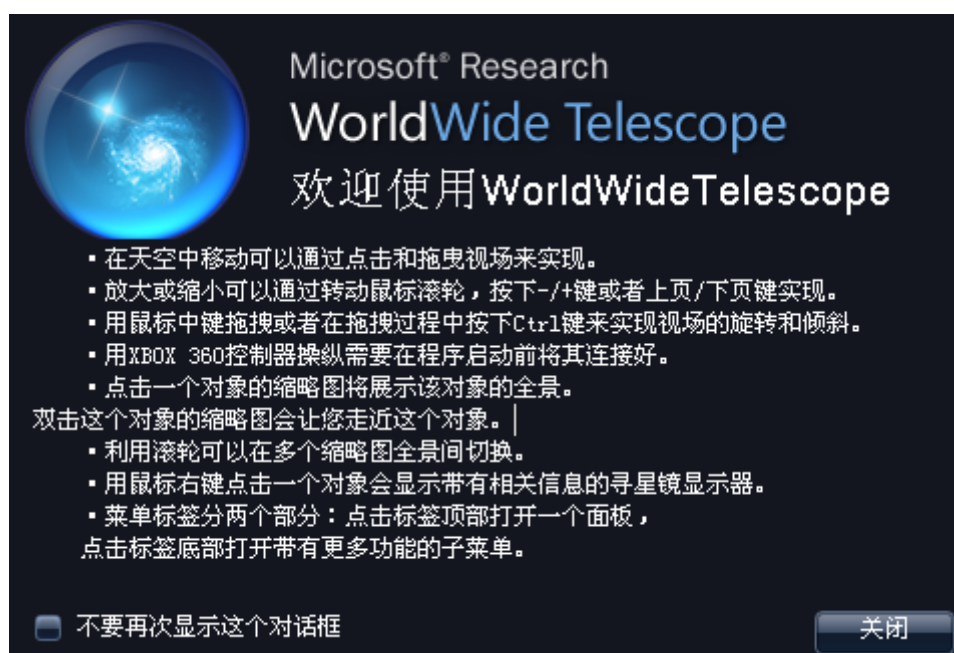 Microsoft® Research
WorldWide Telescope
欢迎使用WorldWideTelescope
▪在天空中移动可以通过点击和拖曳视场来实现。
▪放大或缩小可以通过转动鼠标滚轮，按下-/+键或者上页/下页键实现。
▪用鼠标中键拖拽或者在拖拽过程中按下Ctrl键来实现视场的旋转和倾斜。
▪用XBOX 360控制器操纵需要在程序启动前将其连接好。
▪点击一个对象的缩略图将展示该对象的全景。
双击这个对象的缩略图会让您走近这个对象。
▪利用滚轮可以在多个缩略图全景间切换。
▪用鼠标右键点击一个对象会显示带有相关信息的寻星镜显示器。
▪菜单标签分两个部分：点击标签顶部打开一个面板，
点击标签底部打开带有更多功能的子菜单。
不要再次显示这个对话框
关闭